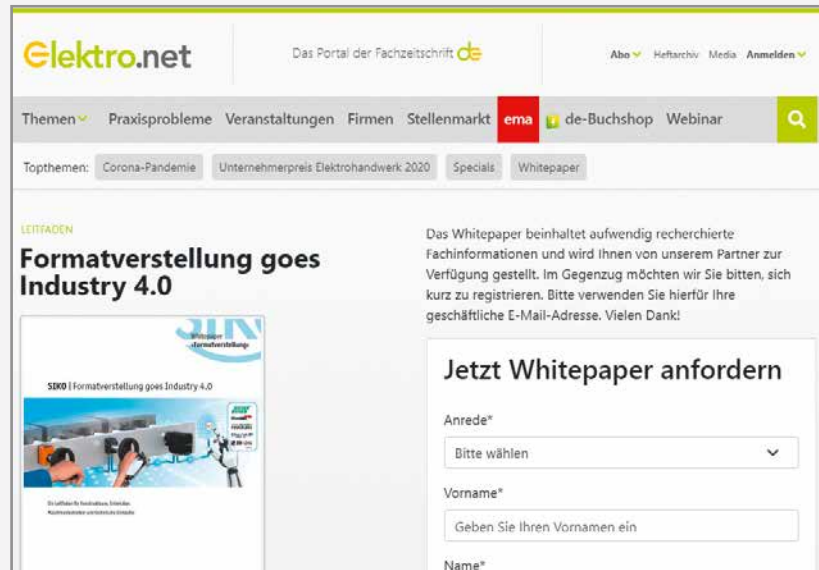 elektro.net
Das Portal der Fachzeitschrift de
Abo Heftarchiv Media Anmelden
Themen Praxisprobleme Veranstaltungen Firmen Stellenmarkt ema de-Buchshop Webinar
Topthemen: Corona-Pandemie Unternehmerpreis Elektrohandwerk 2020 Specials Whitepaper
LEITFADEN
Formatverstellung goes
Industry 4.0
SIKO
Whitepaper
»Formatverstellung«
SIKO | Formatverstellung goes Industry 4.0
Das Whitepaper beinhaltet aufwendig recherchierte
Fachinformationen und wird Ihnen von unserem Partner zur
Verfügung gestellt. Im Gegenzug möchten wir Sie bitten, sich
kurz zu registrieren. Bitte verwenden Sie hierfür Ihre
geschäftliche E-Mail-Adresse. Vielen Dank!
Jetzt Whitepaper anfordern
Anrede*
Bitte wählen
Vorname*
Geben Sie Ihren Vornamen ein
Name*